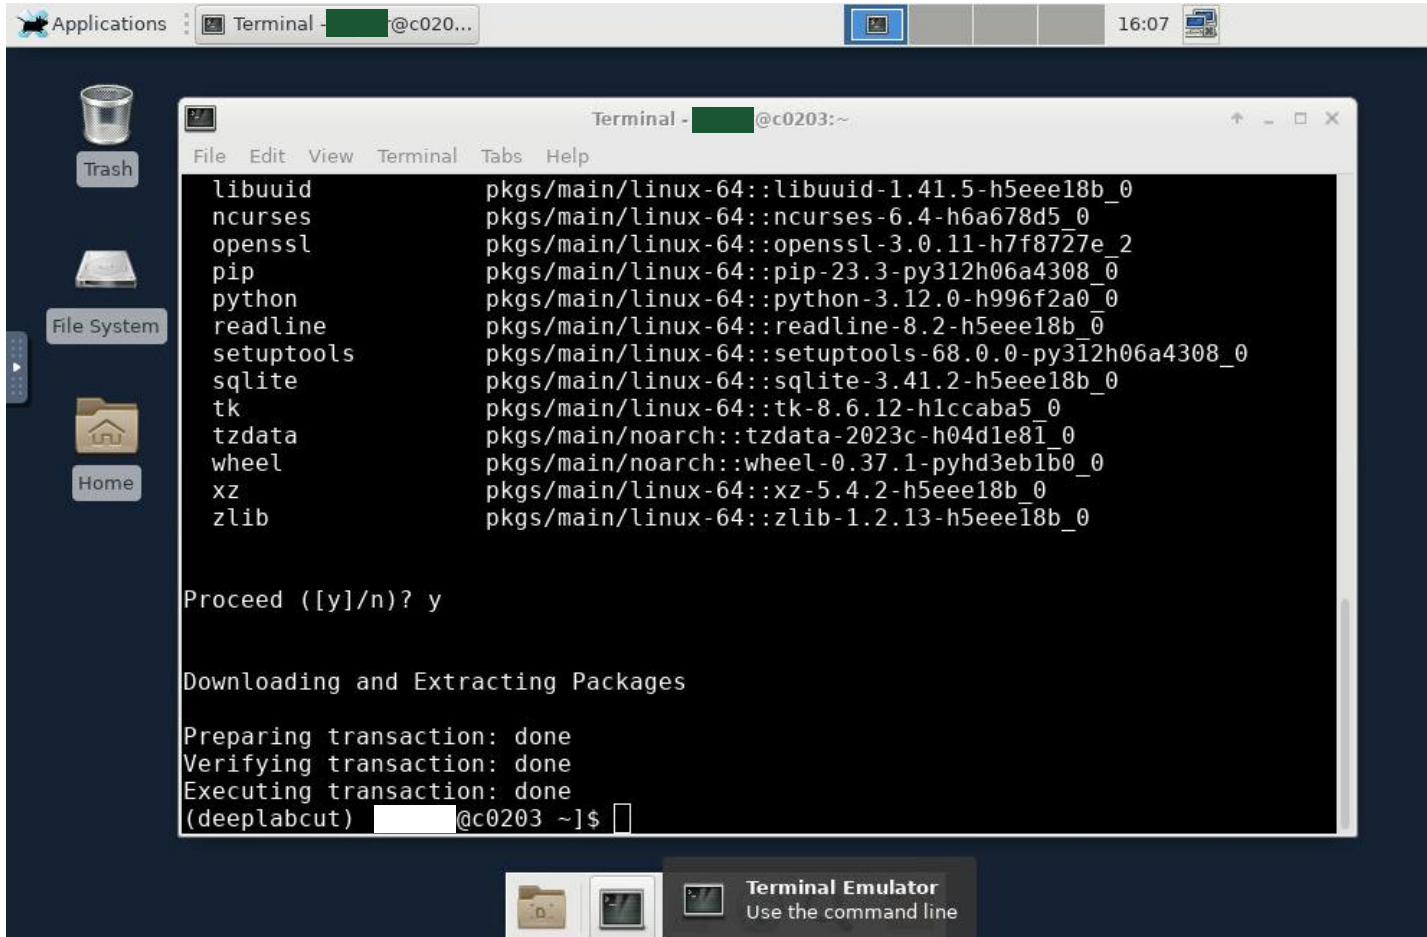 Applications
Terminal - @c020...
16:07
Trash
File System
Home
Terminal - @c0203:~
File Edit View Terminal Tabs Help
libuuid pkgs/main/linux-64::libuuid-1.41.5-h5eee18b_0
ncurses pkgs/main/linux-64::ncurses-6.4-h6a678d5_0
openssl pkgs/main/linux-64::openssl-3.0.11-h7f8727e_2
pip pkgs/main/linux-64::pip-23.3-py312h06a4308_0
python pkgs/main/linux-64::python-3.12.0-h996f2a0_0
readline pkgs/main/linux-64::readline-8.2-h5eee18b_0
setuptools pkgs/main/linux-64::setuptools-68.0.0-py312h06a4308_0
sqlite pkgs/main/linux-64::sqlite-3.41.2-h5eee18b_0
tk pkgs/main/linux-64::tk-8.6.12-h1ccaba5_0
tzdata pkgs/main/noarch::tzdata-2023c-h04d1e81_0
wheel pkgs/main/noarch::wheel-0.37.1-pyhd3eb1b0_0
xz pkgs/main/linux-64::xz-5.4.2-h5eee18b_0
zlib pkgs/main/linux-64::zlib-1.2.13-h5eee18b_0
Proceed ([y]/n)? y
Downloading and Extracting Packages
Preparing transaction: done
Verifying transaction: done
Executing transaction: done
(deeplabcut) @c0203 ~]$
Terminal Emulator
Use the command line